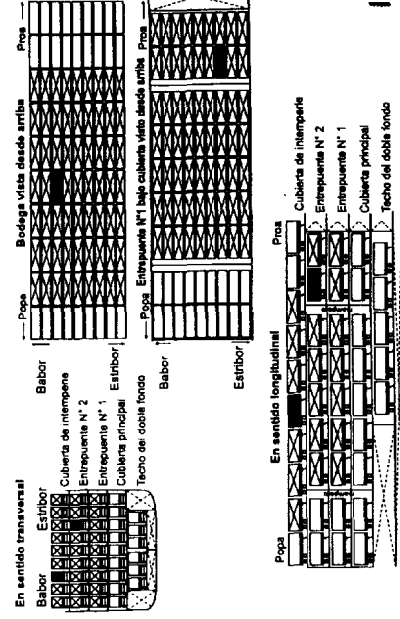 En sentido transversal
Babor
Estribor
Cubierta de intemperie
Entrepuente N° 2
Entrepuente N° 1
Cubierta principal
Techo del doble fondo
Popa
Bodega vista desde arriba
Proa
Babor
Estribor
Popa
Entrepuente N°1 bajo cubierta visto desde arriba
Proa
Babor
Estribor
En sentido longitudinal
Popa
Proa
Cubierta de intemperie
Entrepuente N° 2
Entrepuente N° 1
Cubierta principal
Techo del doble fondo